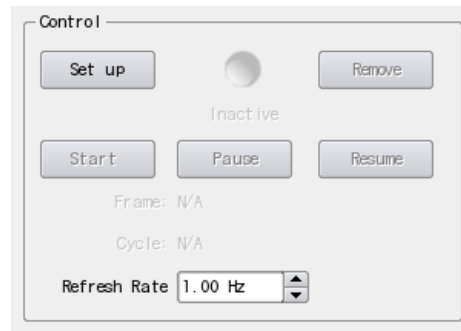 Control
Set up
Remove
Inactive
Start Pause Resume
Frame: N/A
Cycle: N/A
Refresh Rate 1.00 Hz